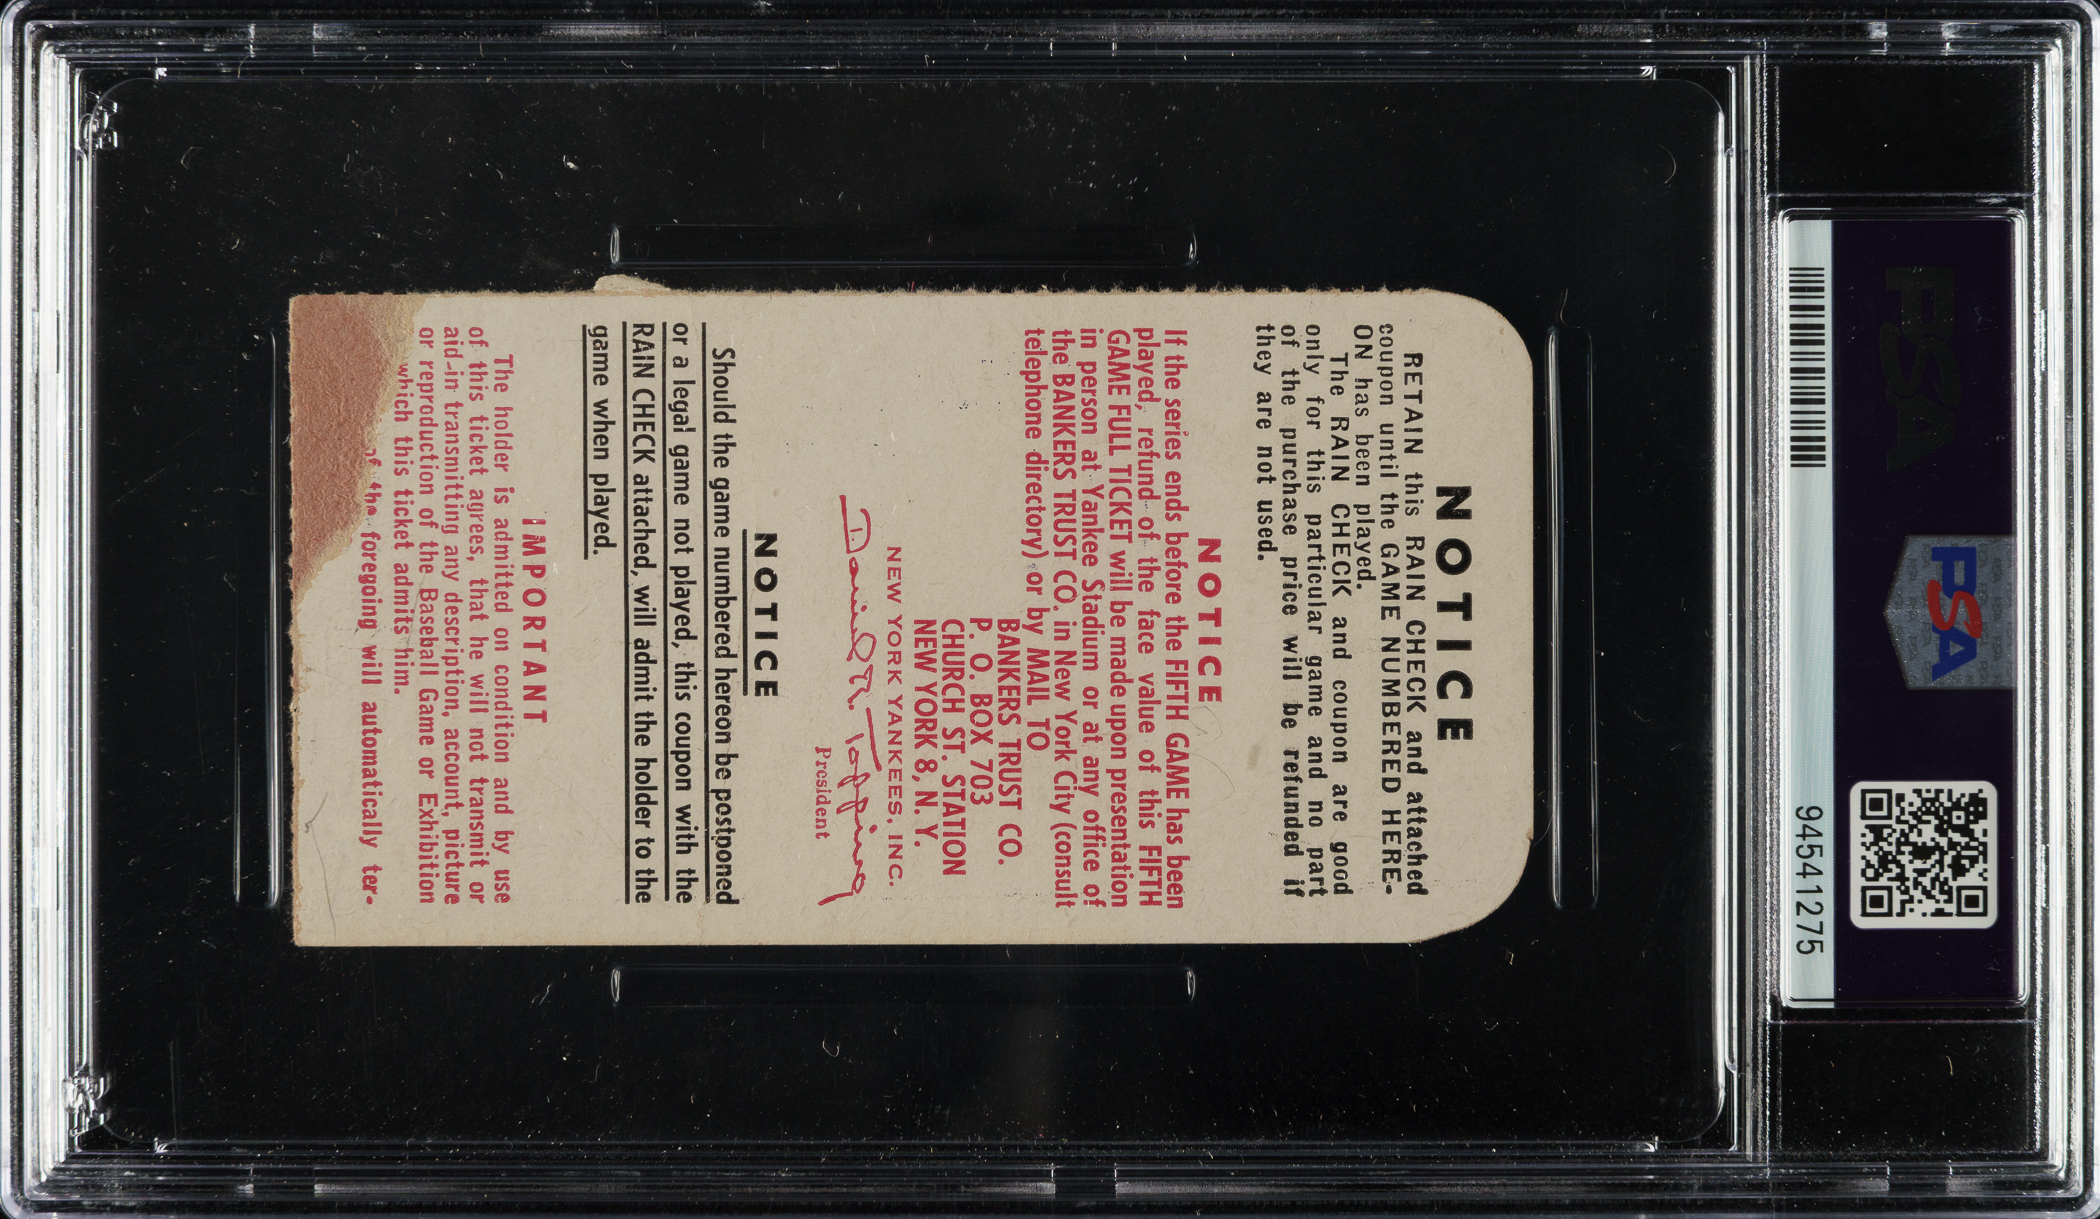 NOTICE
RETAIN this RAIN CHECK and attached
coupon until the GAME NUMBERED HERE-
ON has been played.
The RAIN CHECK and coupon are good
only for this particular game and no part
of the purchase price will be refunded if
they are not used.
NOTICE
If the series ends before the FIFTH GAME has been
played, refund of the face value of this FIFTH
GAME FULL TICKET will be made upon presentation
in person at Yankee Stadium or at any office of
the BANKERS TRUST CO. in New York City (consult
telephone directory) or by MAIL TO
BANKERS TRUST CO.
P. O. BOX 703
CHURCH ST. STATION
NEW YORK 8, N. Y.
NEW YORK YANKEES, INC.
Daniel R. Topping
President
NOTICE
Should the game numbered hereon be postponed
or a legal game not played, this coupon with the
RAIN CHECK attached, will admit the holder to the
game when played.
IMPORTANT
The holder is admitted on condition and by use
of this ticket agrees, that he will not transmit or
aid in transmitting any description, account, picture
or reproduction of the Baseball Game or Exhibition
which this ticket admits him.
of the foregoing will automatically ter-
PSA
PSA
94541275